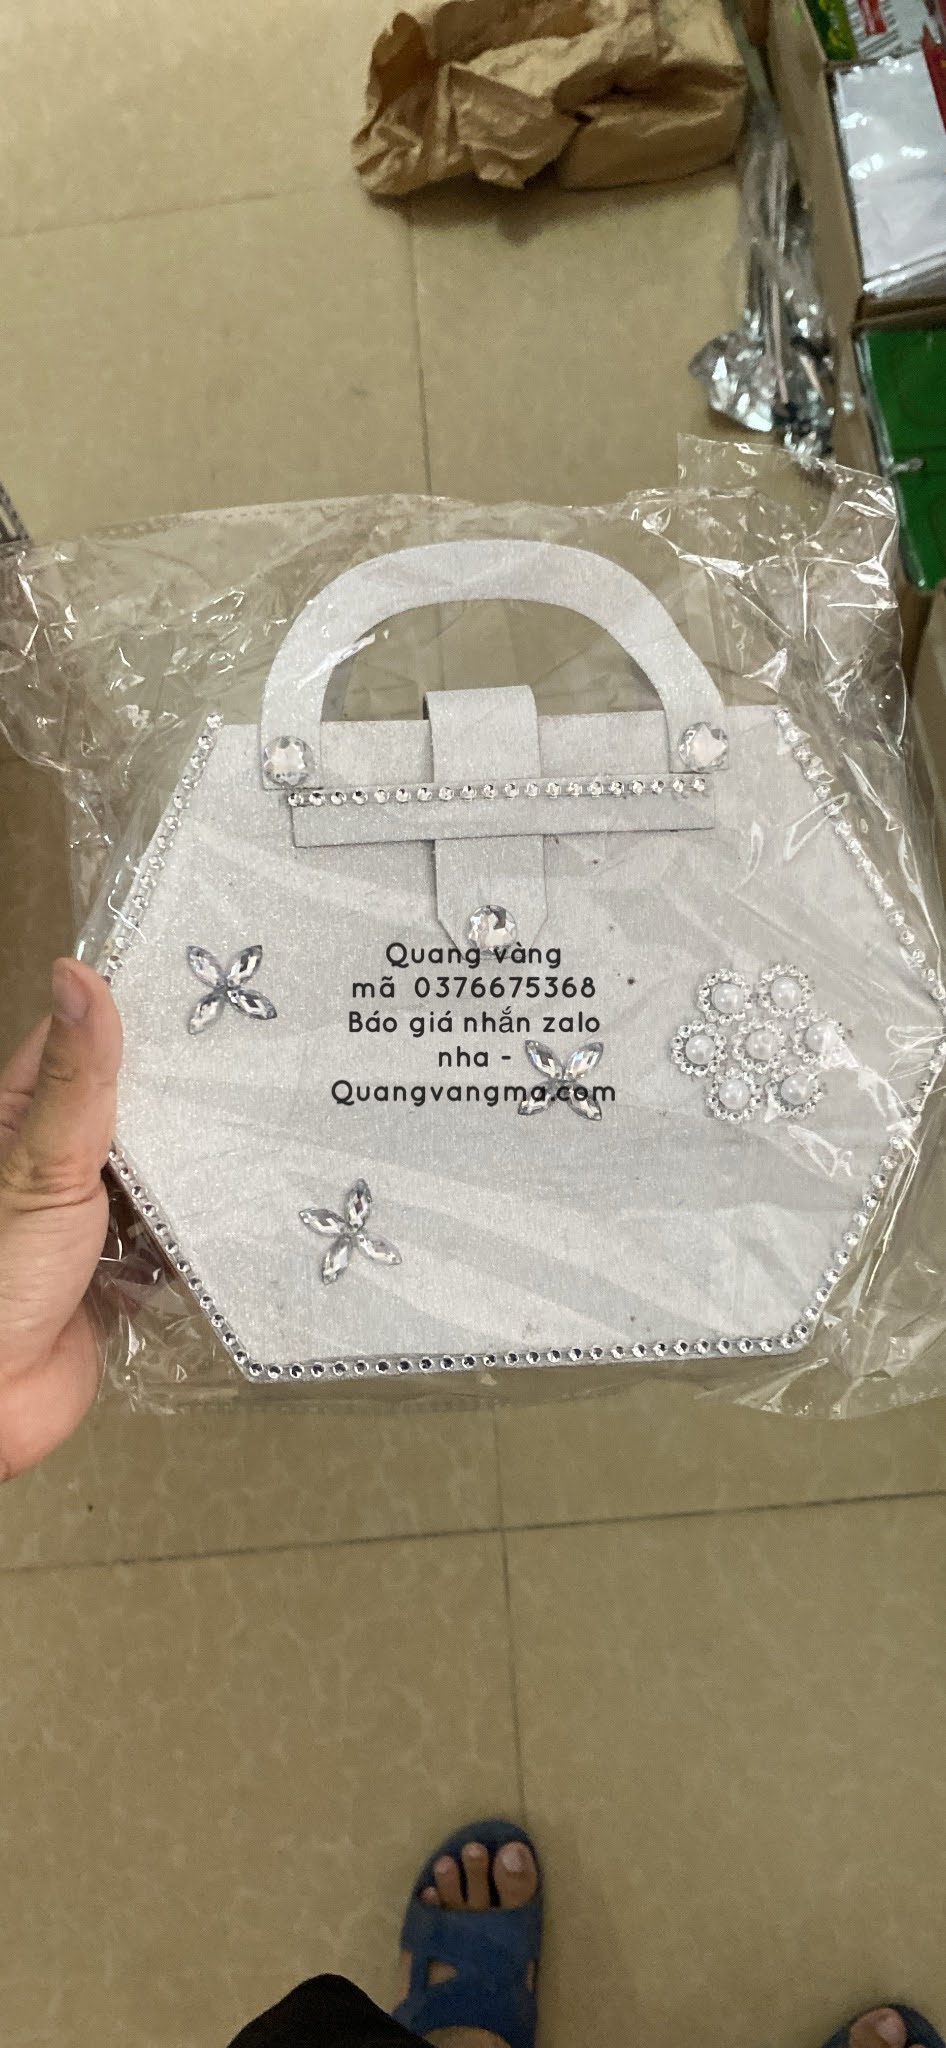 Quang vàng
mã 0376675368
Báo giá nhắn zalo
nha -
Quangvangma.com